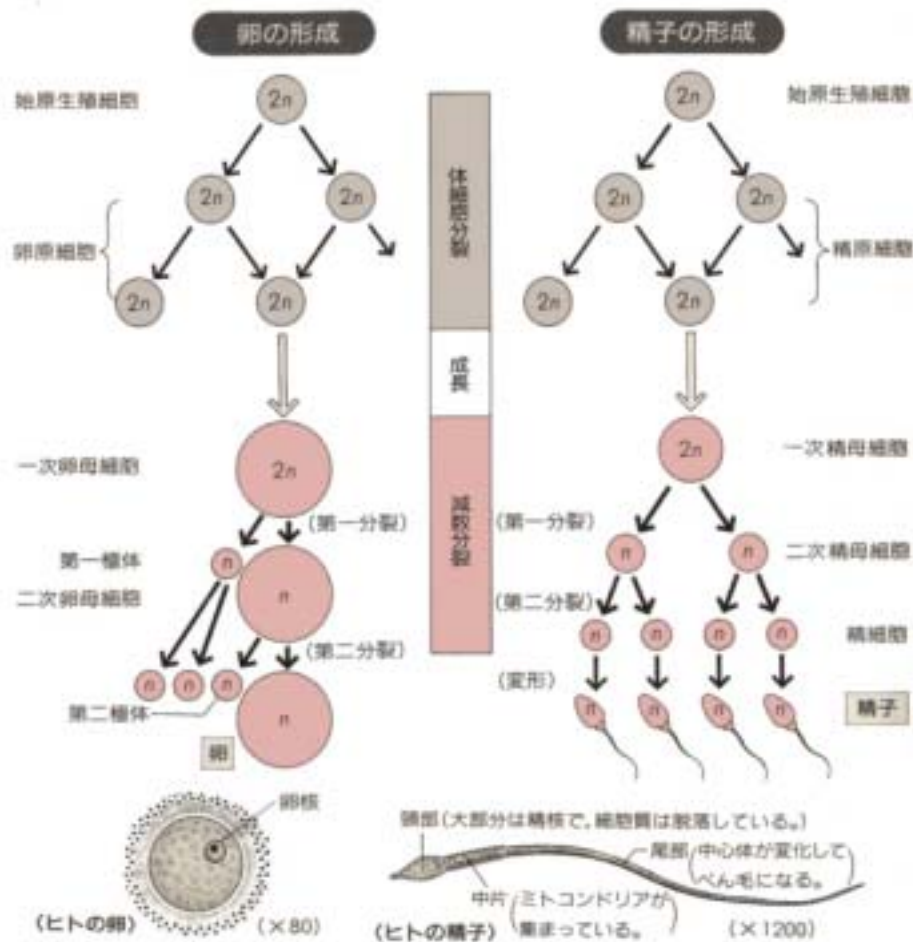 卵の形成
始原生殖細胞
2n
2n
2n
卵原細胞
2n
2n
一次卵母細胞
2n
(第一分裂)
第一極体
n
二次卵母細胞
n
(第二分裂)
n
n
n
第二極体
n
卵
体細胞分裂
成長
減数分裂
精子の形成
2n
始原生殖細胞
2n
2n
精原細胞
2n
2n
2n
一次精母細胞
(第一分裂)
n
n
二次精母細胞
(第二分裂)
n
n
n
n
精細胞
(変形)
n
n
n
n
精子
卵核
(ヒトの卵)
(×80)
頭部(大部分は精核で、細胞質は脱落している。)
尾部(中心体が変化して
べん毛になる。)
中片(ミトコンドリアが
集まっている。)
(ヒトの精子)
(×1200)